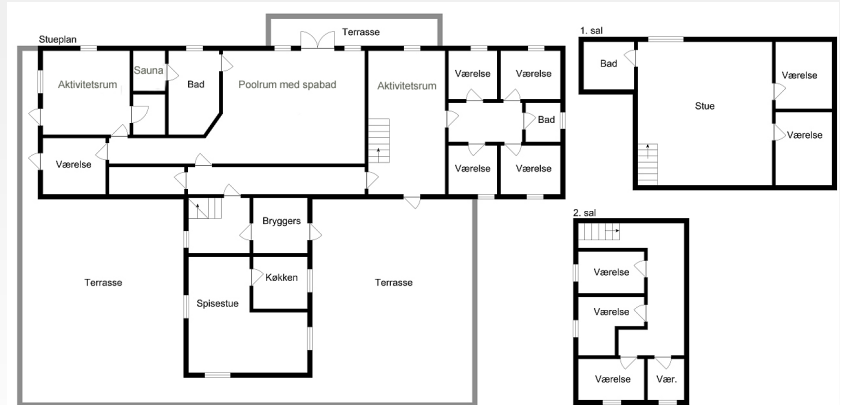 Stueplan
Terrasse
Aktivitetsrum
Sauna
Bad
Poolrum med spabad
Aktivitetsrum
Værelse
Værelse
Bad
Værelse
Værelse
Værelse
Bryggers
Køkken
Spisestue
Terrasse
Terrasse
1. sal
Bad
Stue
Værelse
Værelse
2. sal
Værelse
Værelse
Værelse
Vær.